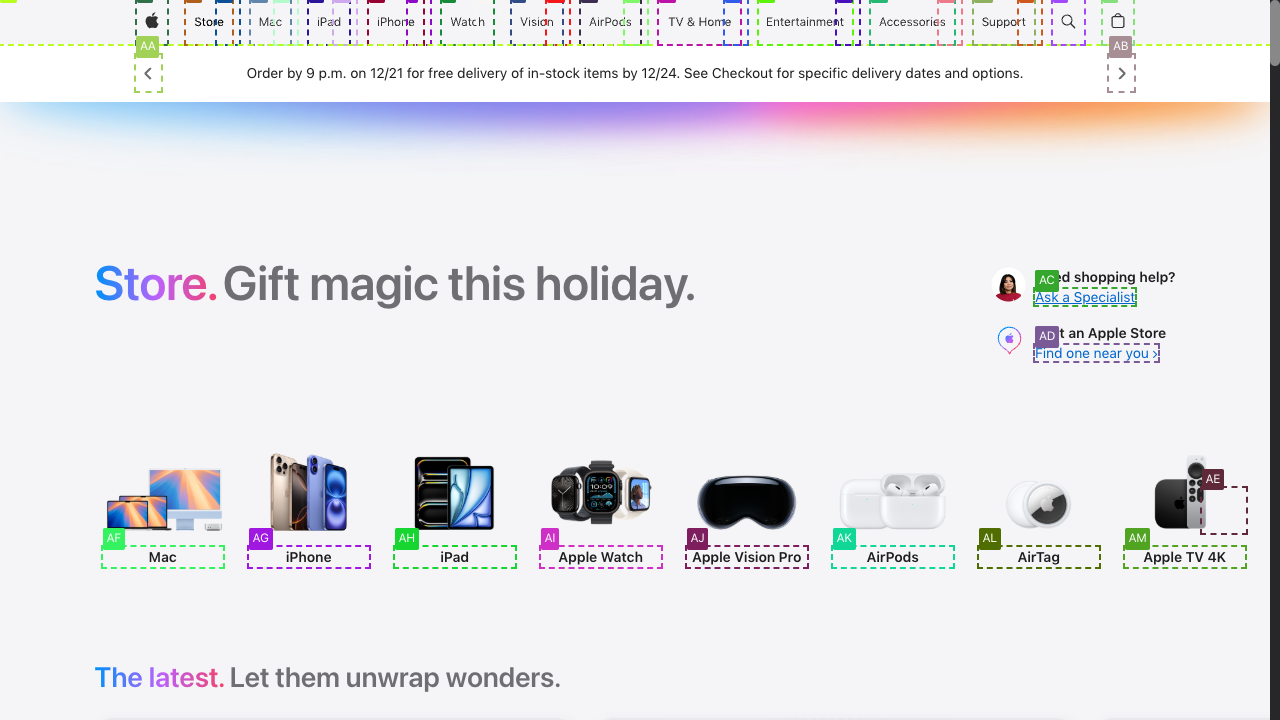 Store Mac iPad iPhone Watch Vision AirPods TV & Home Entertainment Accessories Support
AA
AB
Order by 9 p.m. on 12/21 for free delivery of in-stock items by 12/24. See Checkout for specific delivery dates and options.
Store. Gift magic this holiday.
shopping help?
AC
Ask a Specialist
an Apple Store
AD
Find one near you >
AE
AF
AG
AH
AI
AJ
AK
AL
AM
Mac
iPhone
iPad
Apple Watch
Apple Vision Pro
AirPods
AirTag
Apple TV 4K
The latest. Let them unwrap wonders.